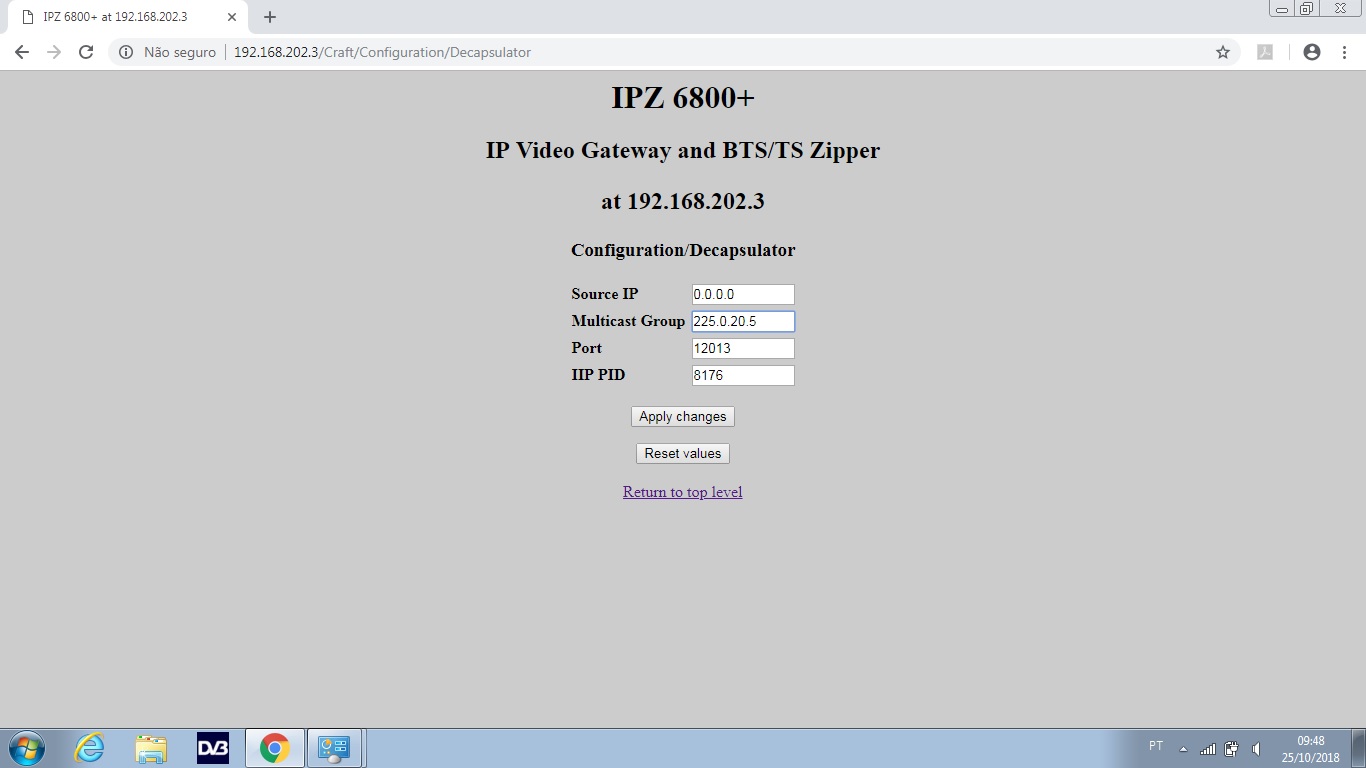 IPZ 6800+ at 192.168.202.3
Não seguro 192.168.202.3/Craft/Configuration/Decapsulator
IPZ 6800+
IP Video Gateway and BTS/TS Zipper
at 192.168.202.3
Configuration/Decapsulator
Source IP 0.0.0.0
Multicast Group 225.0.20.5
Port 12013
IIP PID 8176
Apply changes
Reset values
Return to top level
DVB
PT
09:48
25/10/2018